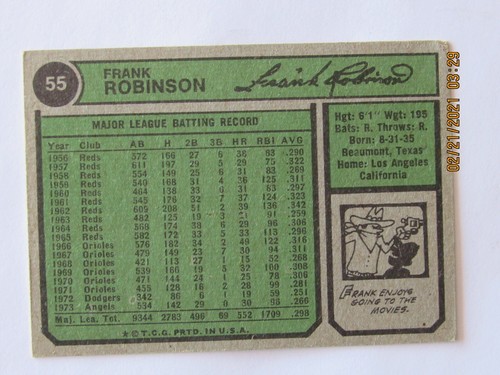 55
FRANK
ROBINSON
Frank Robinson
MAJOR LEAGUE BATTING RECORD
Year Club AB H 2B 3B HR RBI AVG
1956 Reds 572 166 27 6 38 83 .290
1957 Reds 611 197 29 5 29 75 .322
1958 Reds 554 149 25 6 31 83 .269
1959 Reds 540 168 31 4 36 125 .311
1960 Reds 464 138 33 6 31 83 .297
1961 Reds 545 176 32 7 37 124 .323
1962 Reds 609 208 51 2 39 136 .342
1963 Reds 482 125 19 3 21 91 .259
1964 Reds 568 174 38 6 29 96 .306
1965 Reds 582 172 33 5 33 113 .296
1966 Orioles 576 182 34 2 49 122 .316
1967 Orioles 479 149 23 7 30 94 .311
1968 Orioles 421 113 27 1 15 52 .268
1969 Orioles 539 166 19 5 32 100 .308
1970 Orioles 471 144 24 1 25 78 .306
1971 Orioles 455 128 16 2 28 99 .281
1972 Dodgers 342 86 6 1 19 59 .251
1973 Angels 534 142 29 0 30 .266
Maj. Lea. Tot. 9344 2783 490 69 552 1709 .298
★ © T.C.G. PRTD. IN U.S.A.
Hgt: 6'1" Wgt: 195
Bats: R. Throws: R.
Born: 8-31-35
Beaumont, Texas
Home: Los Angeles
California
FRANK ENJOYS
GOING TO THE
MOVIES.
02/21/2021 03:29